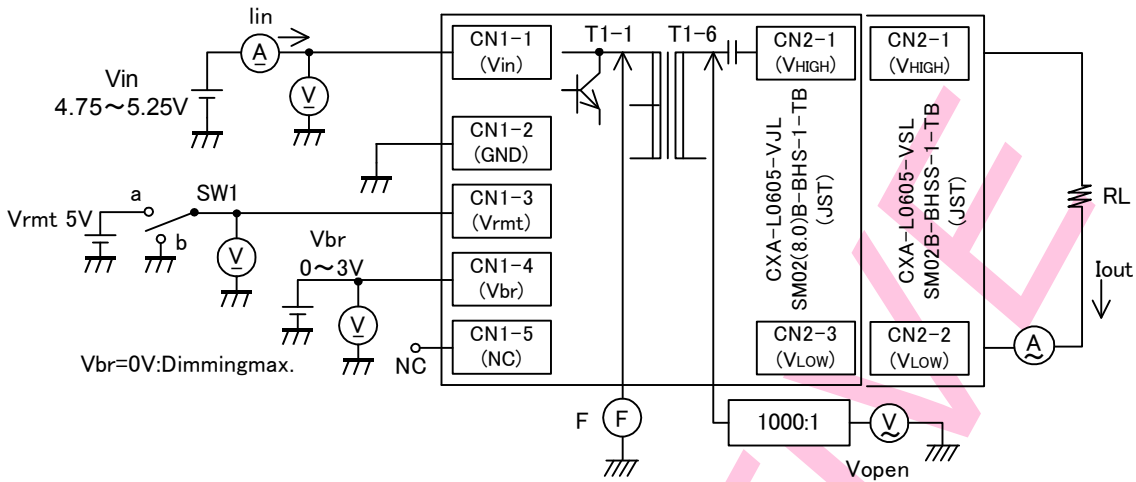 Iin
A
Vin
4.75～5.25V
V
CN1-1
(Vin)
CN1-2
(GND)
CN1-3
(Vrmt)
CN1-4
(Vbr)
CN1-5
(NC)
Vrmt 5V
a
SW1
b
V
Vbr
0～3V
V
Vbr=0V:Dimmingmax.
NC
T1-1
T1-6
F
F
CN2-1
(VHIGH)
CXA-L0605-VJL
SM02(8.0)B-BHS-1-TB
(JST)
CN2-3
(VLOW)
CN2-1
(VHIGH)
CXA-L0605-VSL
SM02B-BHSS-1-TB
(JST)
CN2-2
(VLOW)
RL
Iout
A
1000:1
V
Vopen